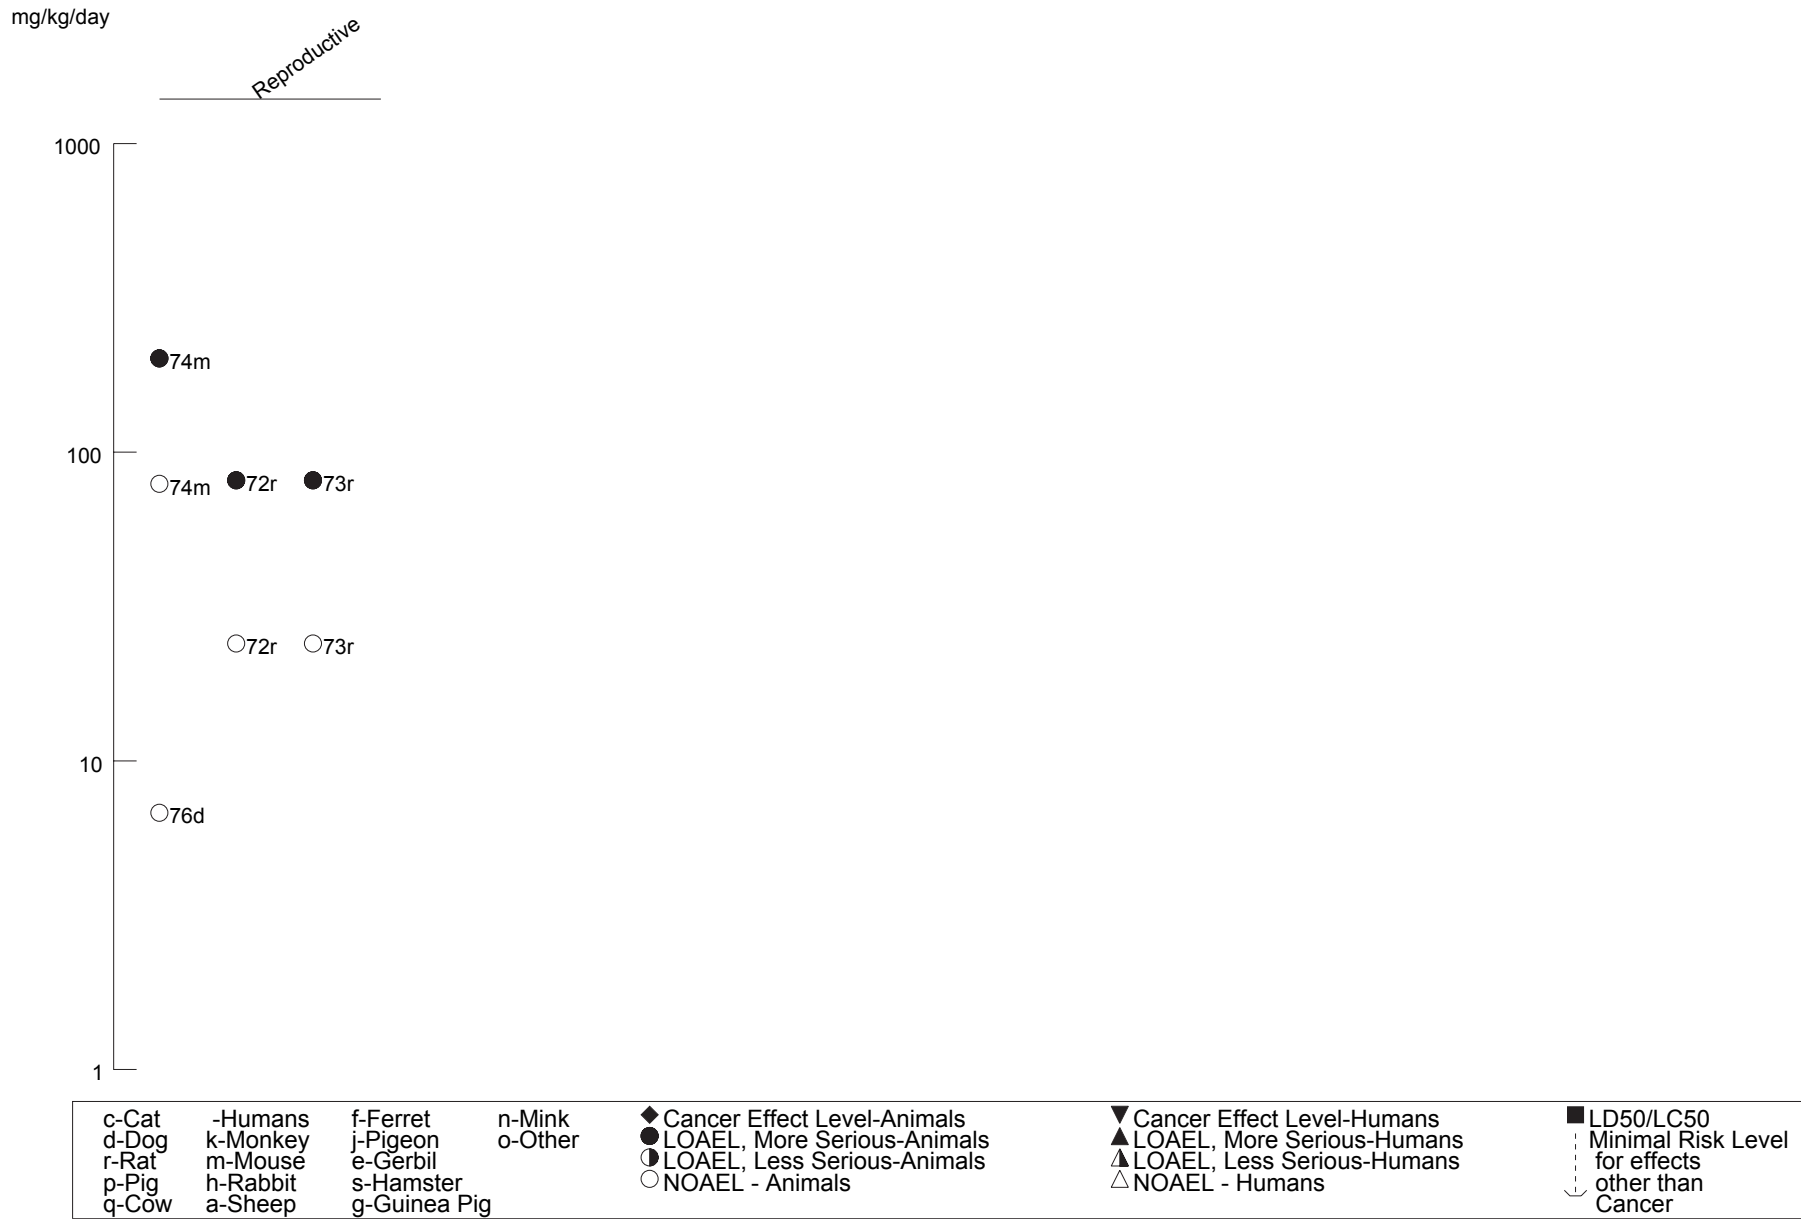 mg/kg/day
Reproductive
1000
74m
100
74m
72r
73r
72r
73r
10
76d
1
c-Cat -Humans f-Ferret n-Mink ◆ Cancer Effect Level-Animals ▼ Cancer Effect Level-Humans ■ LD50/LC50
d-Dog k-Monkey j-Pigeon o-Other ● LOAEL, More Serious-Animals ▲ LOAEL, More Serious-Humans Minimal Risk Level
r-Rat m-Mouse e-Gerbil ◑ LOAEL, Less Serious-Animals LOAEL, Less Serious-Humans for effects
p-Pig h-Rabbit s-Hamster ○ NOAEL - Animals △ NOAEL - Humans other than
q-Cow a-Sheep g-Guinea Pig Cancer